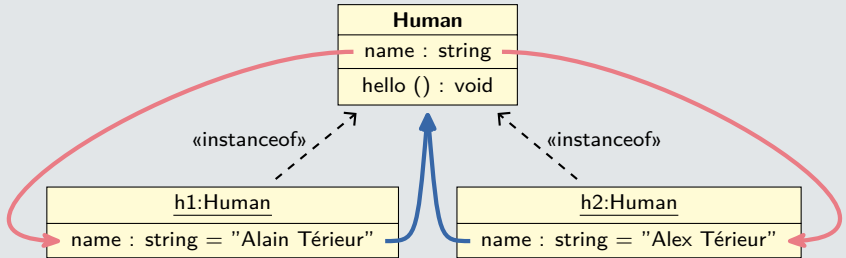 Human
name : string
hello () : void
«instanceof» «instanceof»
h1:Human h2:Human
name : string = "Alain Térieur" name : string = "Alex Térieur"